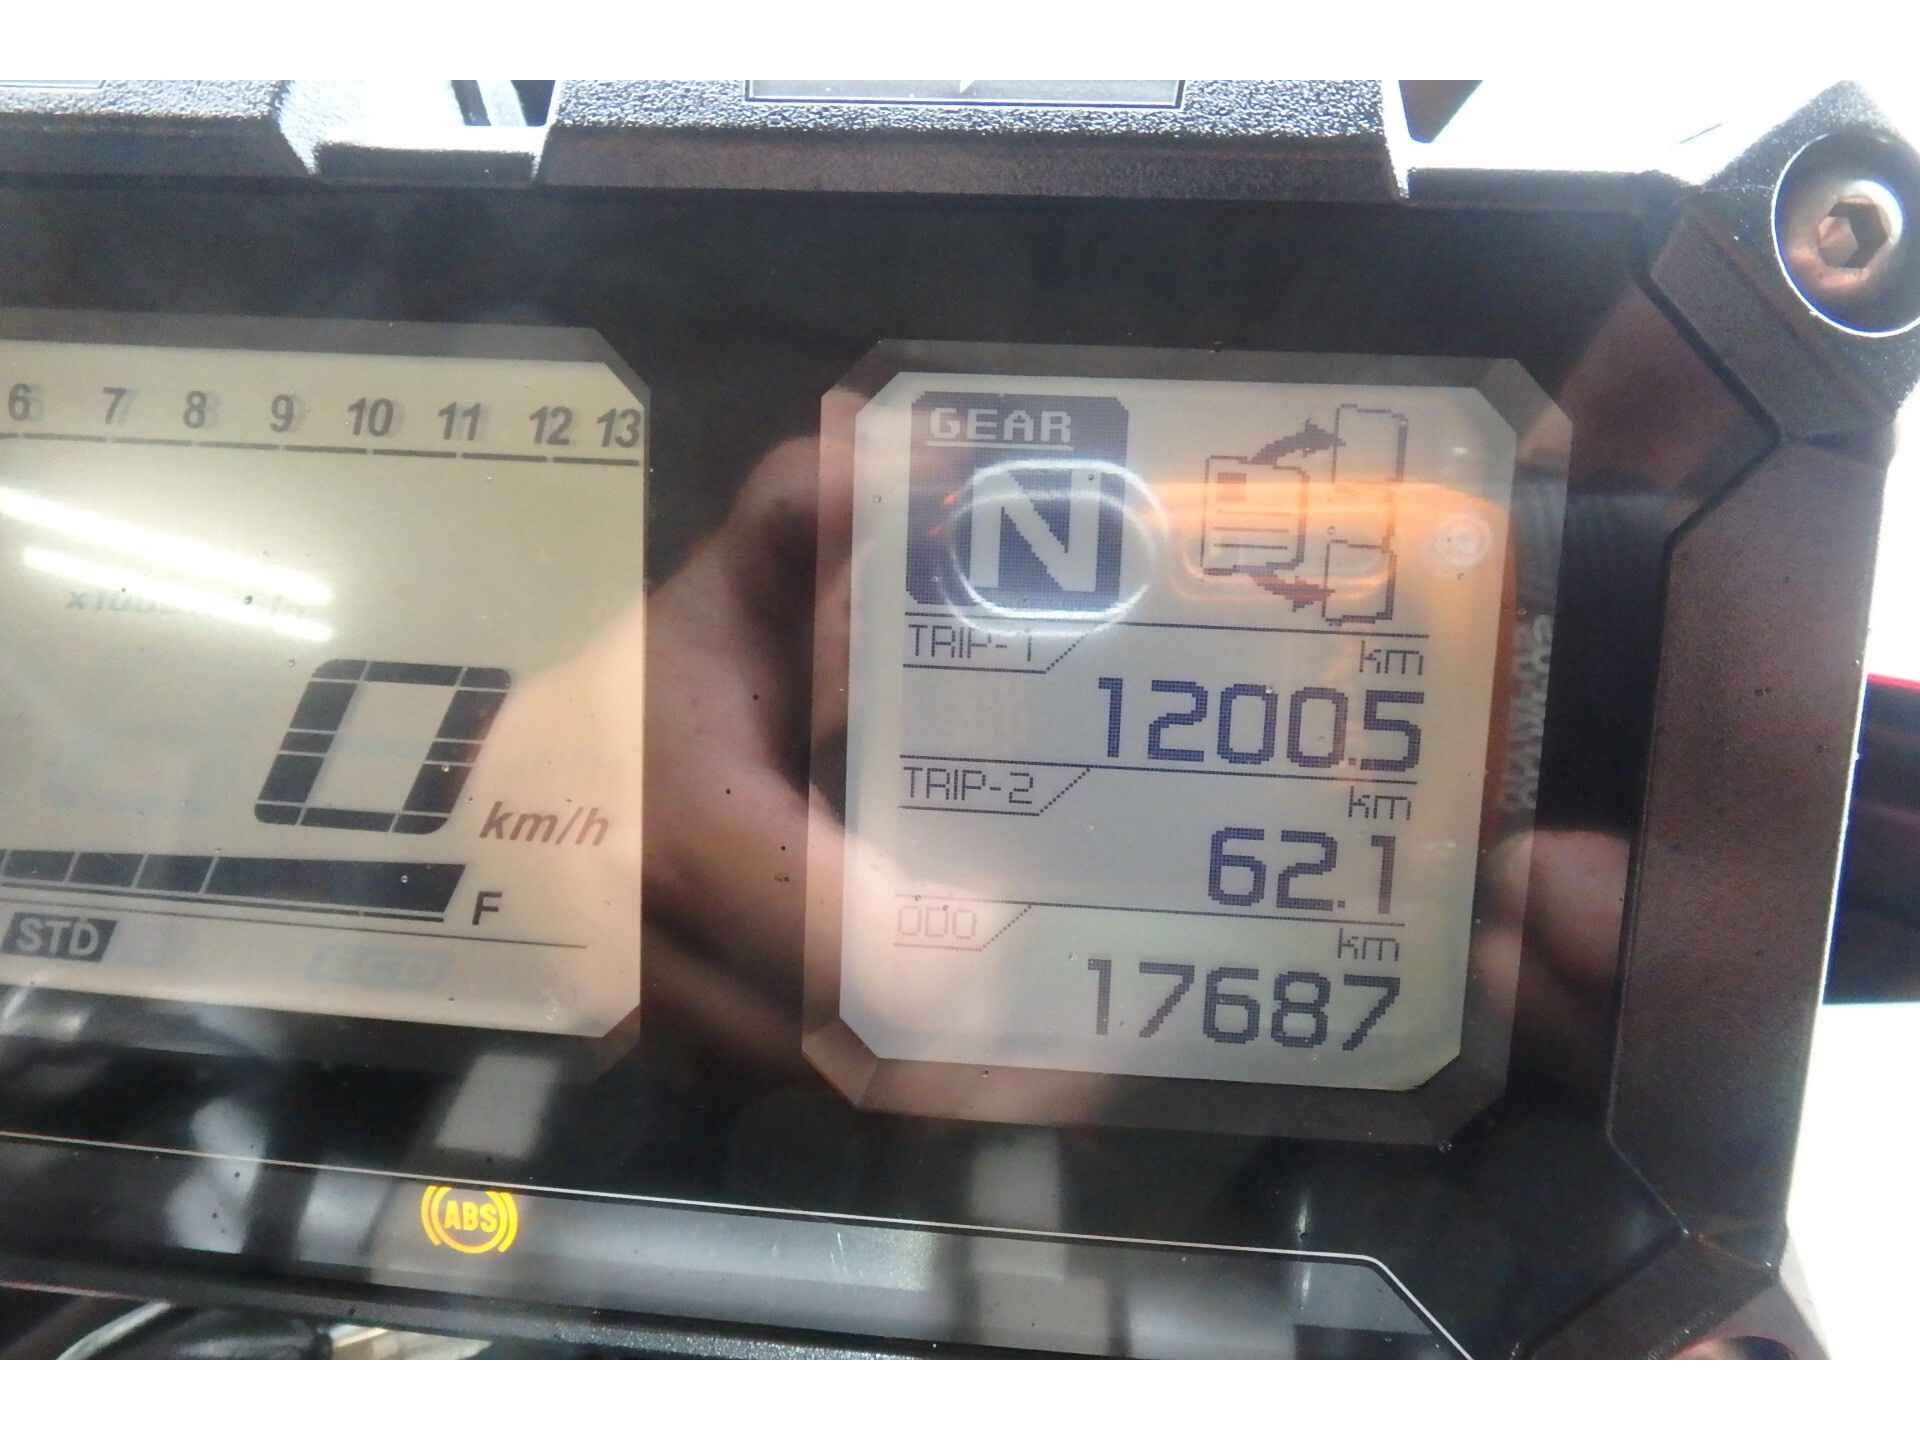 6 7 8 9 10 11 12 13
0
km/h
F
STD
ABS
GEAR
N
TRIP-1
km
1200.5
TRIP-2
km
62.1
ODO
km
17687